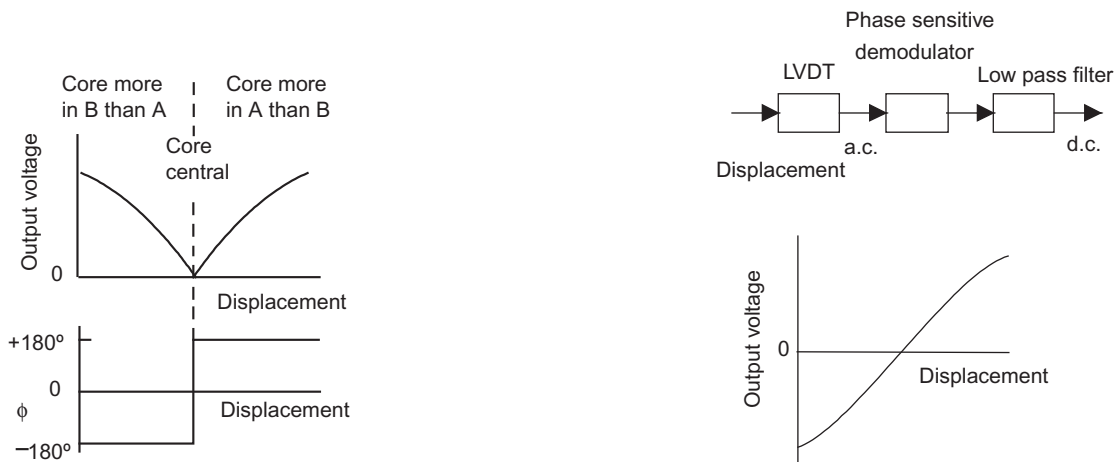 Core more
in B than A
Core more
in A than B
Core
central
Output voltage
0
Displacement
+180º
0
ϕ
−180º
Displacement
Phase sensitive
demodulator
LVDT
Low pass filter
a.c.
d.c.
Displacement
Output voltage
0
Displacement